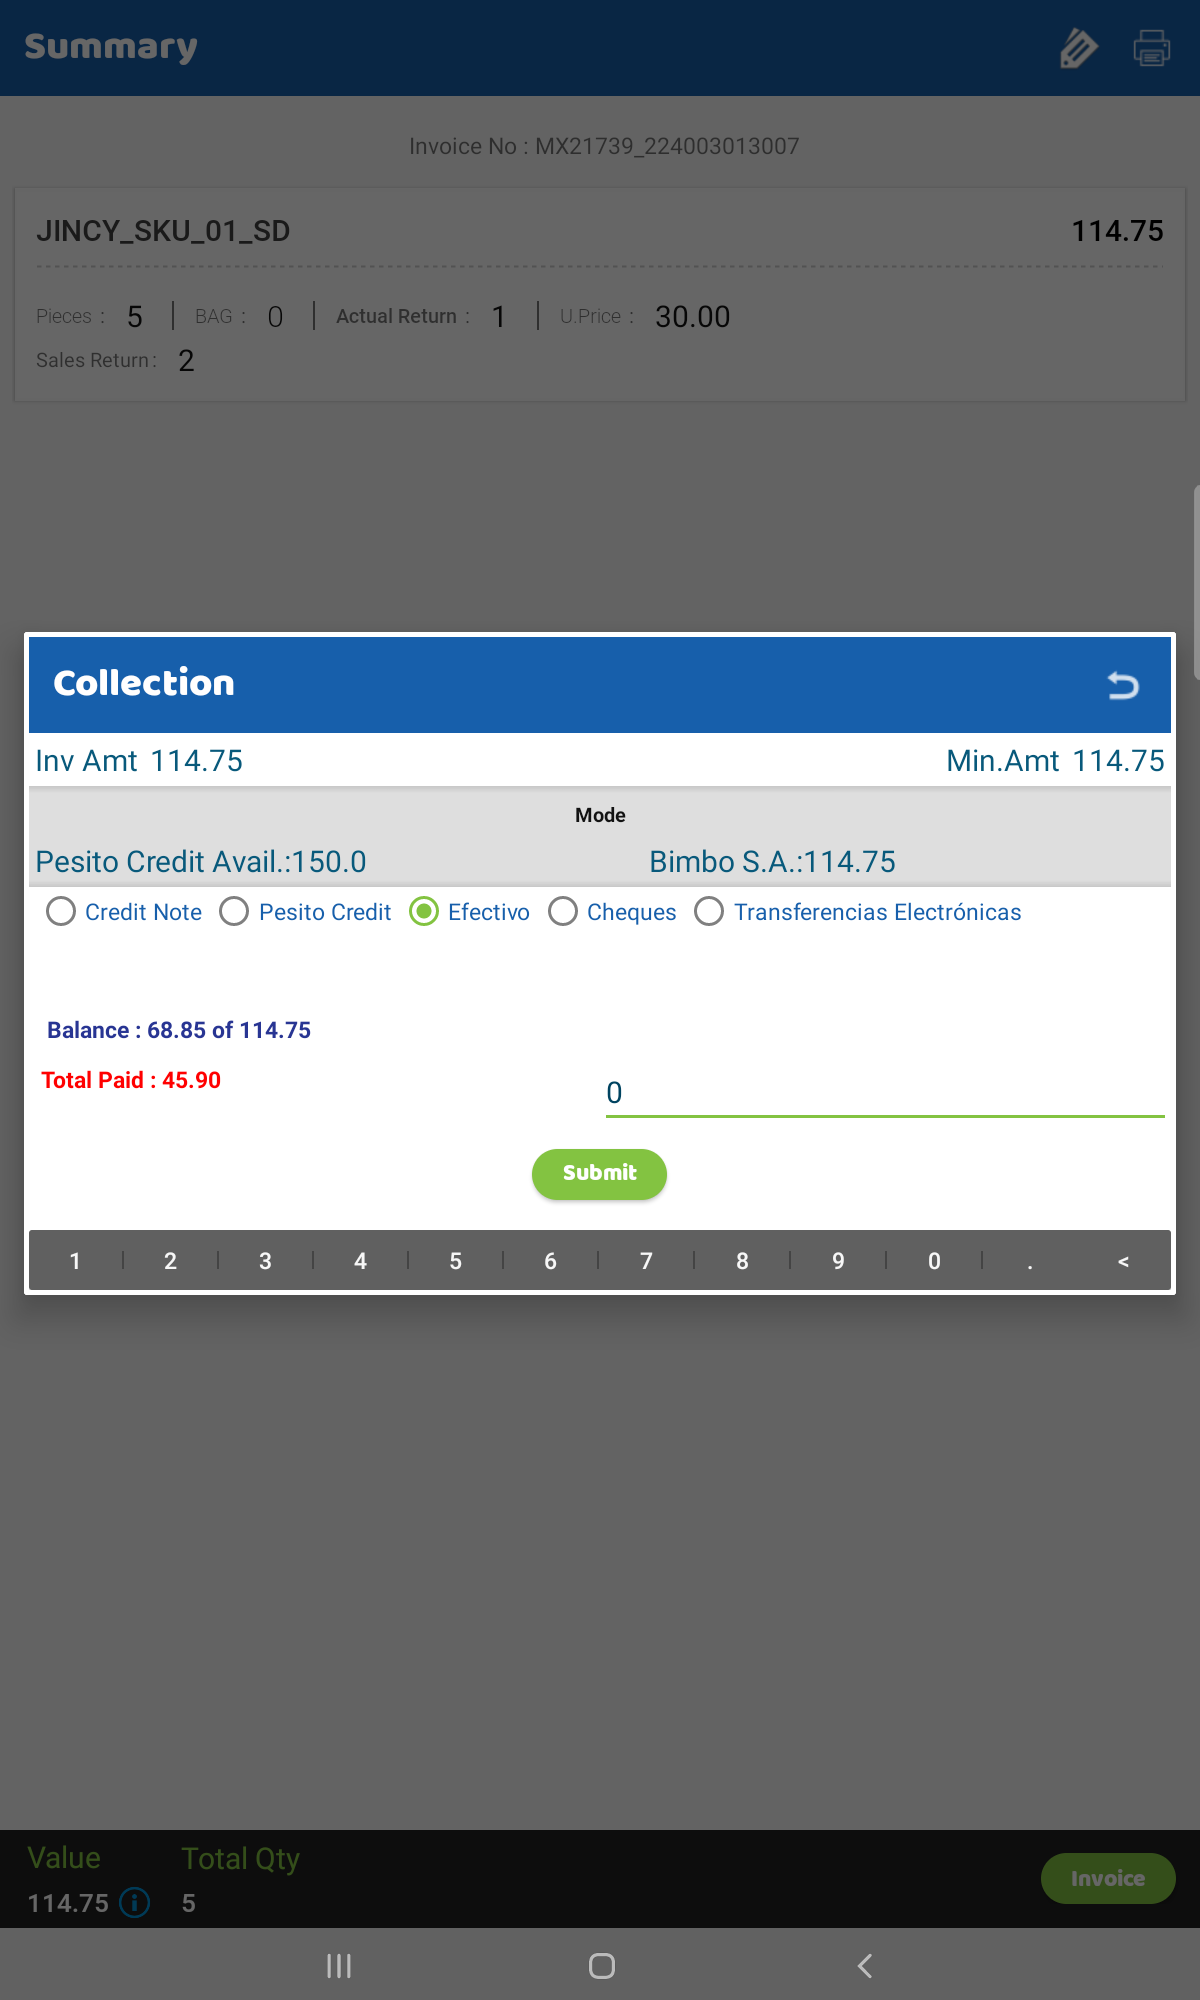 Summary
Invoice No : MX21739_224003013007
JINCY_SKU_01_SD 114.75
Pieces : 5 | BAG : 0 | Actual Return : 1 | U.Price : 30.00
Sales Return : 2
Collection
Inv Amt 114.75 Min.Amt 114.75
Mode
Pesito Credit Avail.:150.0 Bimbo S.A.:114.75
Credit Note Pesito Credit Efectivo Cheques Transferencias Electrónicas
Balance : 68.85 of 114.75
Total Paid : 45.90
0
Submit
1 | 2 | 3 | 4 | 5 | 6 | 7 | 8 | 9 | 0 | . <
Value Total Qty
114.75 5
Invoice